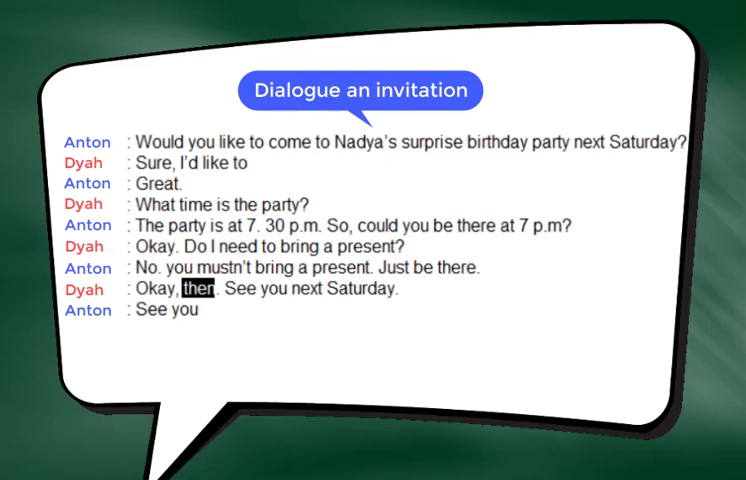 Dialogue an invitation
Anton : Would you like to come to Nadya's surprise birthday party next Saturday?
Dyah : Sure, I'd like to
Anton : Great.
Dyah : What time is the party?
Anton : The party is at 7. 30 p.m. So, could you be there at 7 p.m?
Dyah : Okay. Do I need to bring a present?
Anton : No. you mustn't bring a present. Just be there.
Dyah : Okay, then. See you next Saturday.
Anton : See you